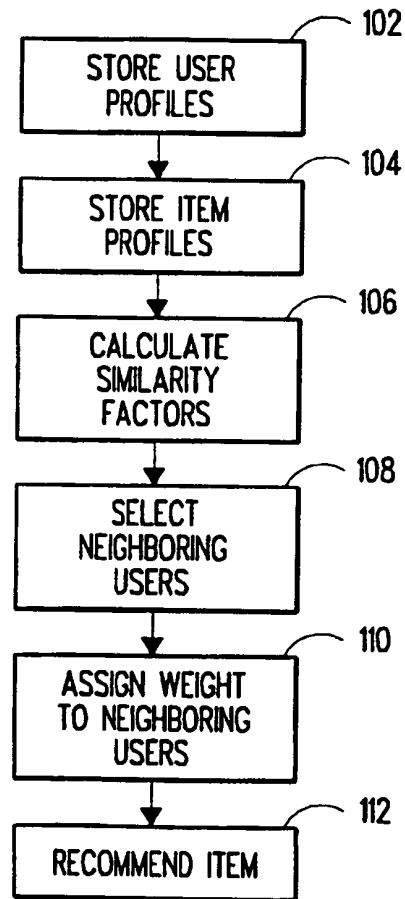 102
STORE USER
PROFILES
104
STORE ITEM
PROFILES
106
CALCULATE
SIMILARITY
FACTORS
108
SELECT
NEIGHBORING
USERS
110
ASSIGN WEIGHT
TO NEIGHBORING
USERS
112
RECOMMEND ITEM